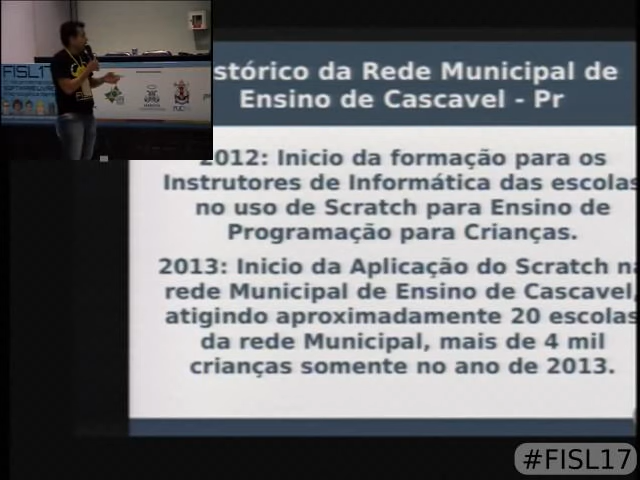 FISL17
stórico da Rede Municipal de
Ensino de Cascavel - Pr
2012: Inicio da formação para os
Instrutores de Informática das escolas
no uso de Scratch para Ensino de
Programação para Crianças.
2013: Inicio da Aplicação do Scratch na
rede Municipal de Ensino de Cascavel
atigindo aproximadamente 20 escolas
da rede Municipal, mais de 4 mil
crianças somente no ano de 2013.
#FISL17